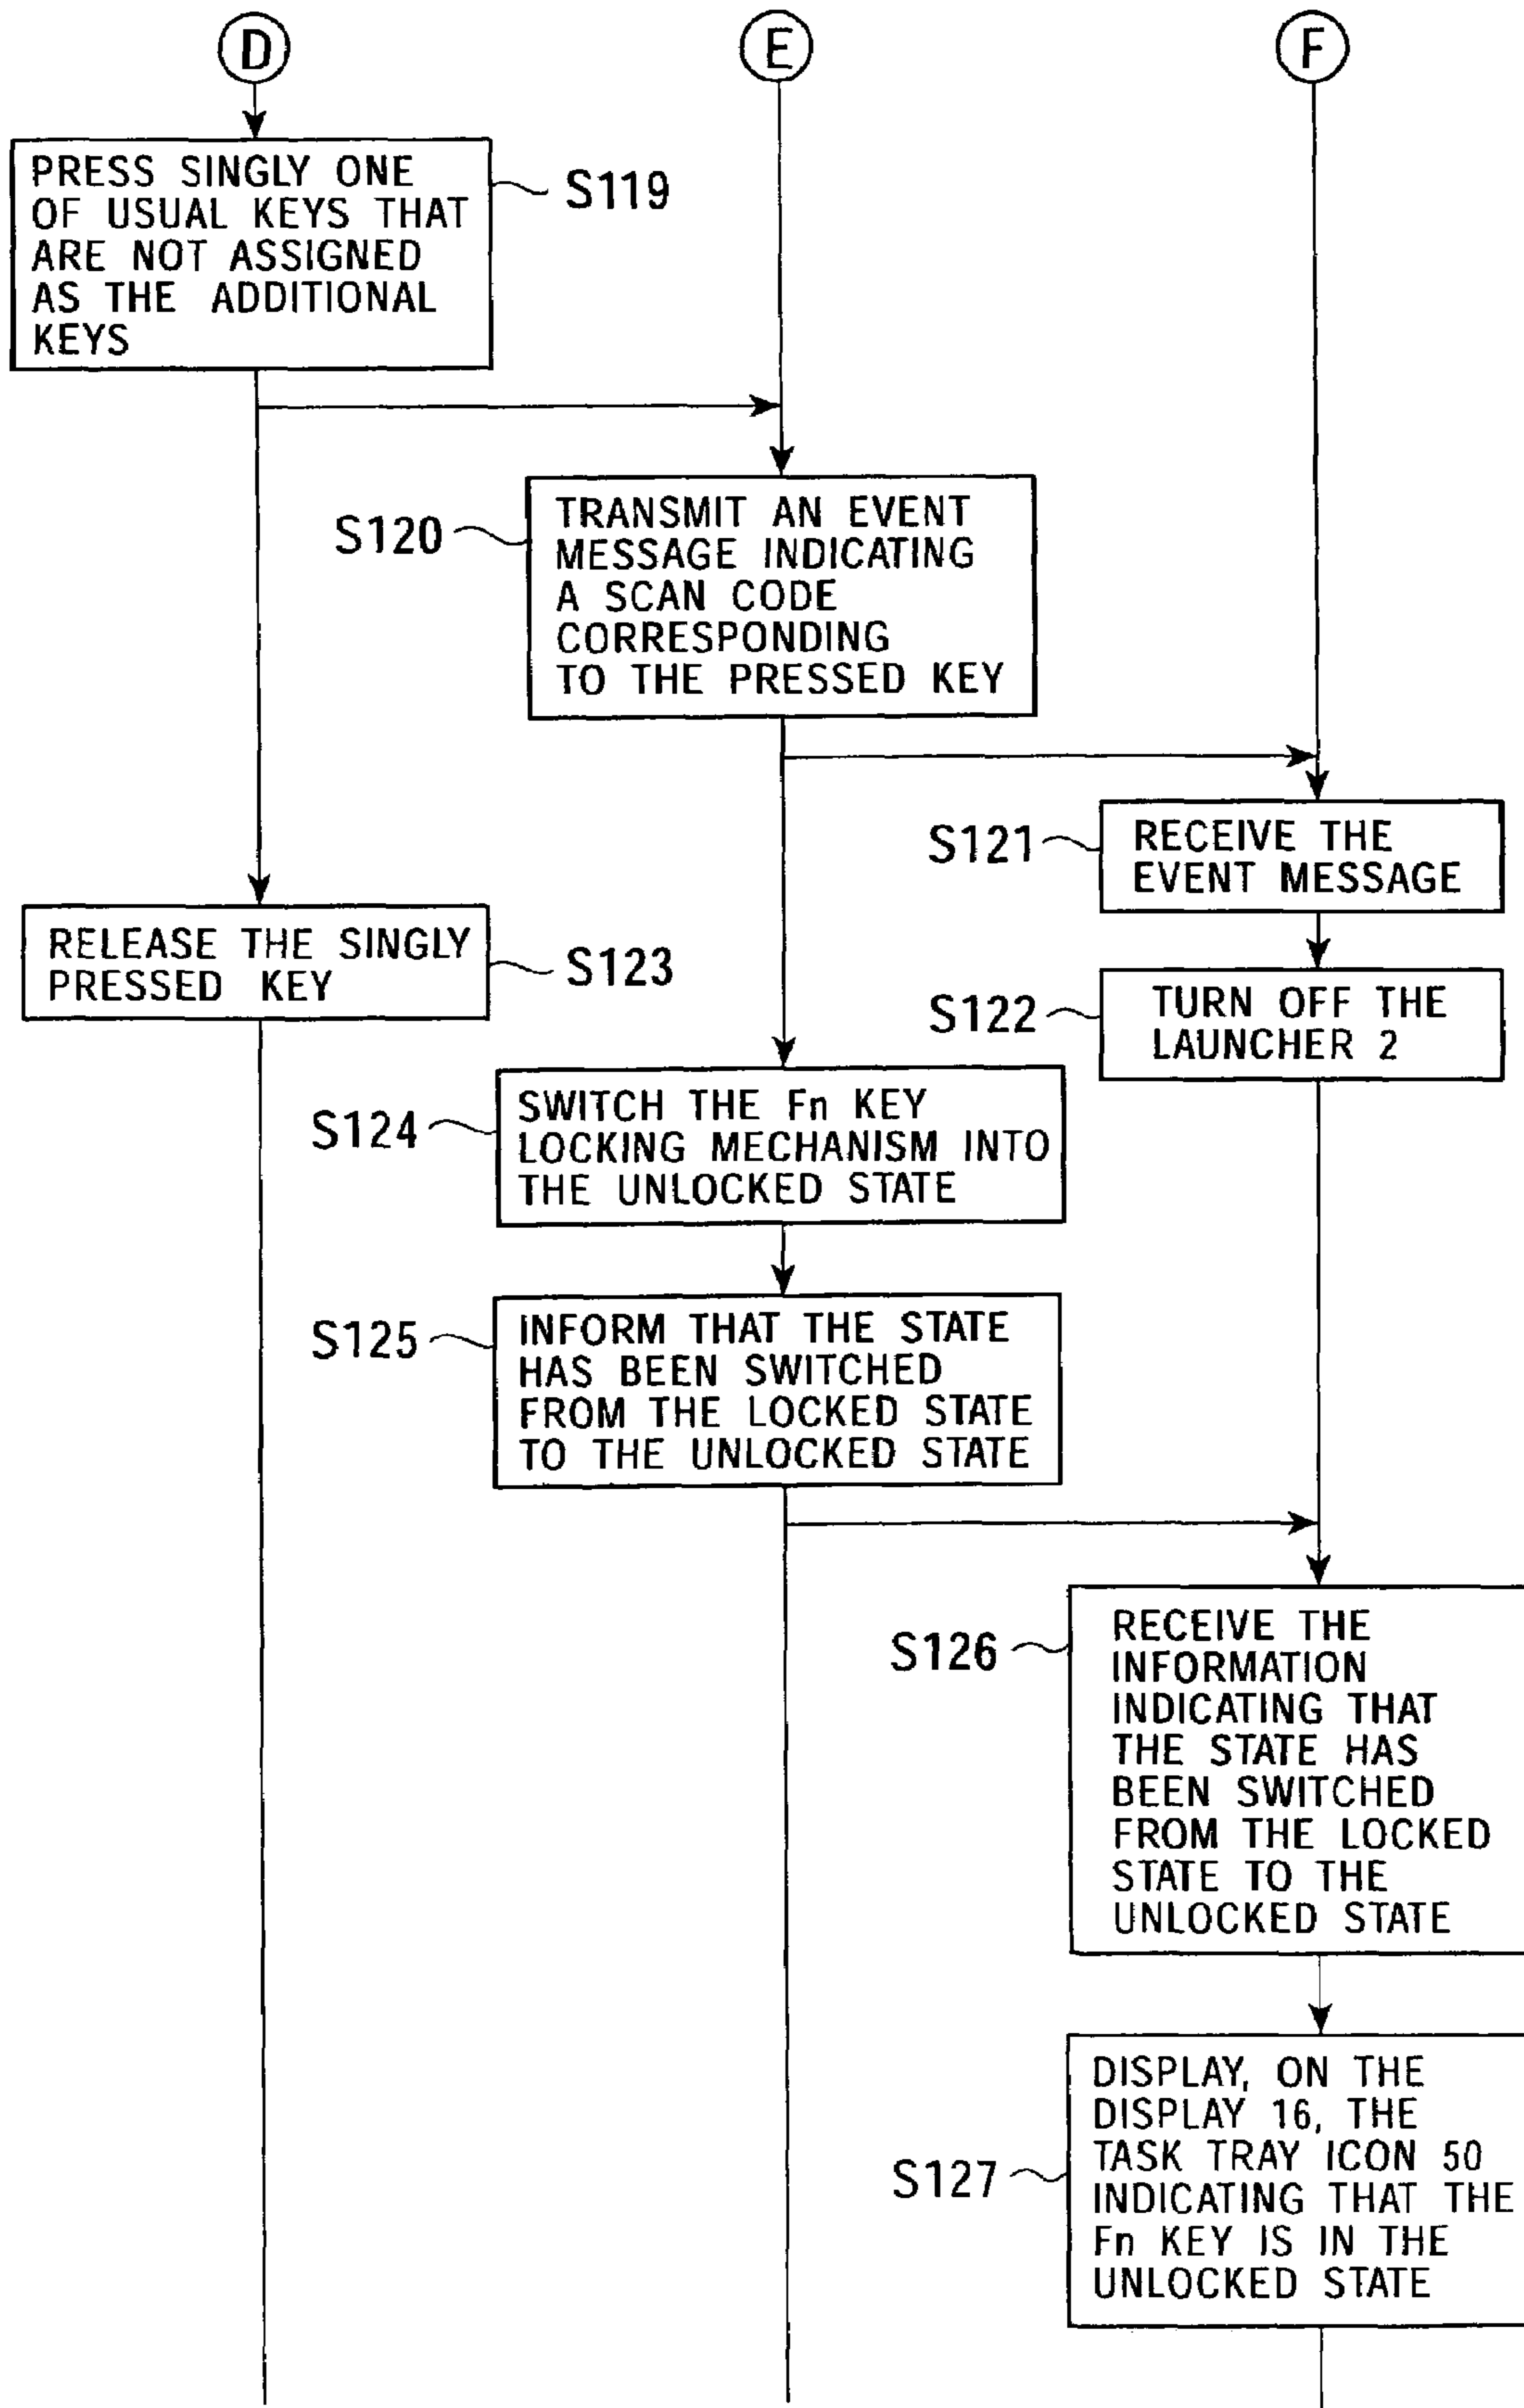 D
E
F
PRESS SINGLY ONE
OF USUAL KEYS THAT
ARE NOT ASSIGNED
AS THE ADDITIONAL
KEYS
S119
S120
TRANSMIT AN EVENT
MESSAGE INDICATING
A SCAN CODE
CORRESPONDING
TO THE PRESSED KEY
S121
RECEIVE THE
EVENT MESSAGE
RELEASE THE SINGLY
PRESSED KEY
S123
S122
TURN OFF THE
LAUNCHER 2
S124
SWITCH THE Fn KEY
LOCKING MECHANISM INTO
THE UNLOCKED STATE
S125
INFORM THAT THE STATE
HAS BEEN SWITCHED
FROM THE LOCKED STATE
TO THE UNLOCKED STATE
S126
RECEIVE THE
INFORMATION
INDICATING THAT
THE STATE HAS
BEEN SWITCHED
FROM THE LOCKED
STATE TO THE
UNLOCKED STATE
S127
DISPLAY, ON THE
DISPLAY 16, THE
TASK TRAY ICON 50
INDICATING THAT THE
Fn KEY IS IN THE
UNLOCKED STATE